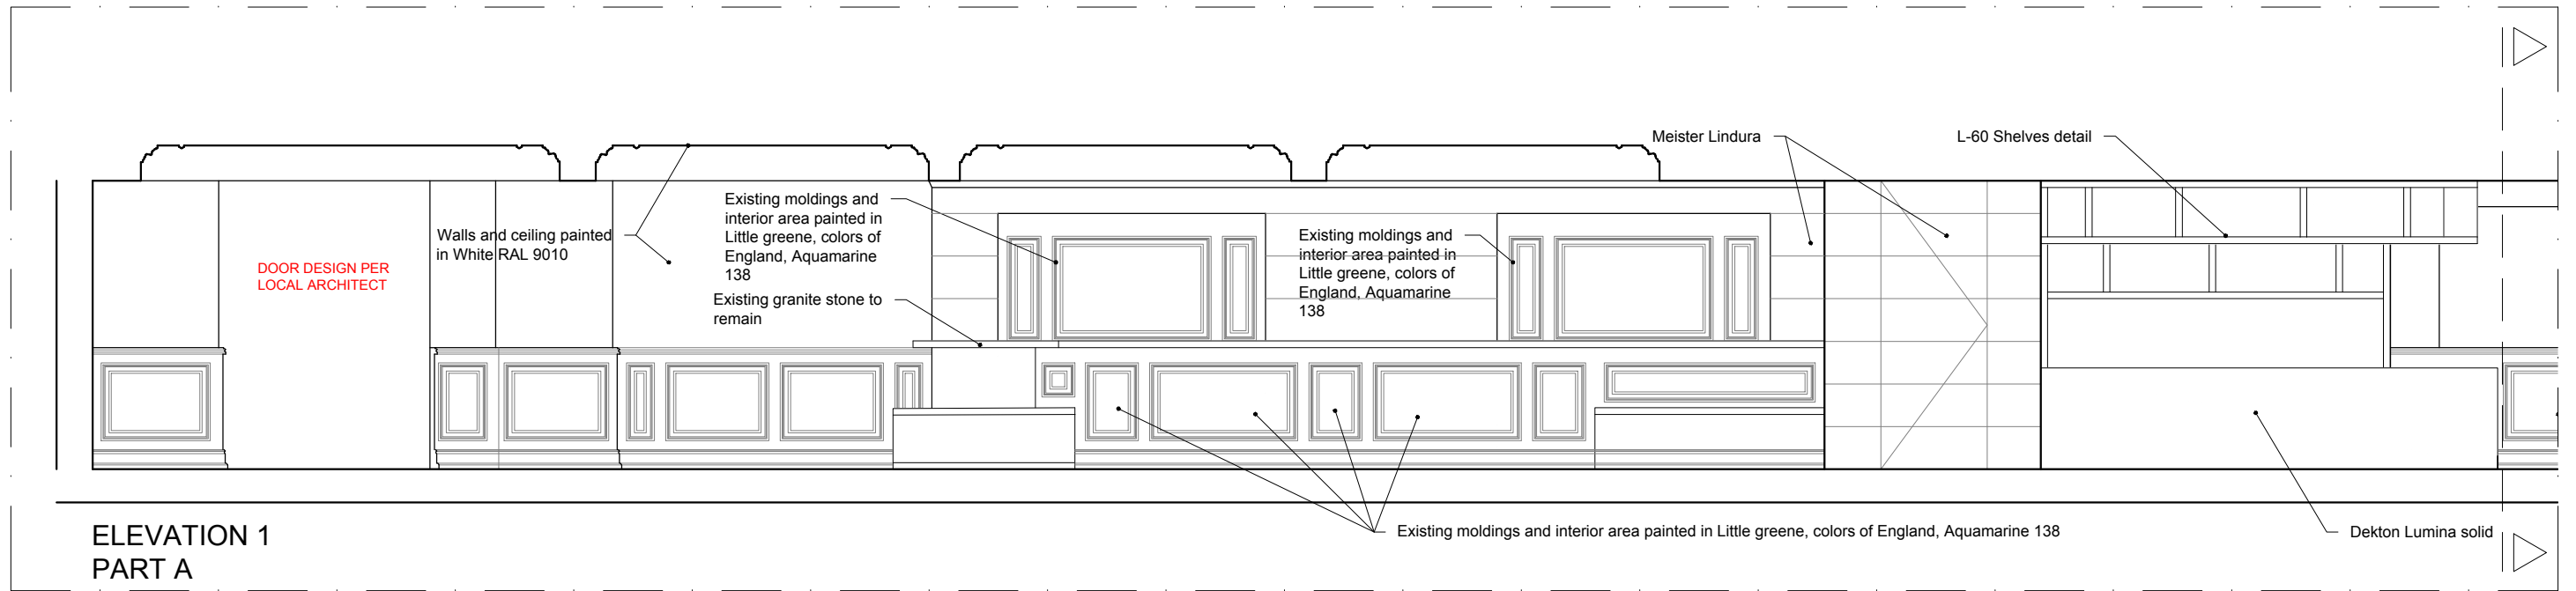 Meister Lindura
L-60 Shelves detail
Existing moldings and
interior area painted in
Little greene, colors of
England, Aquamarine
138
Walls and ceiling painted
in White RAL 9010
Existing moldings and
interior area painted in
Little greene, colors of
England, Aquamarine
138
DOOR DESIGN PER
LOCAL ARCHITECT
Existing granite stone to
remain
Existing moldings and interior area painted in Little greene, colors of England, Aquamarine 138
Dekton Lumina solid
ELEVATION 1
PART A